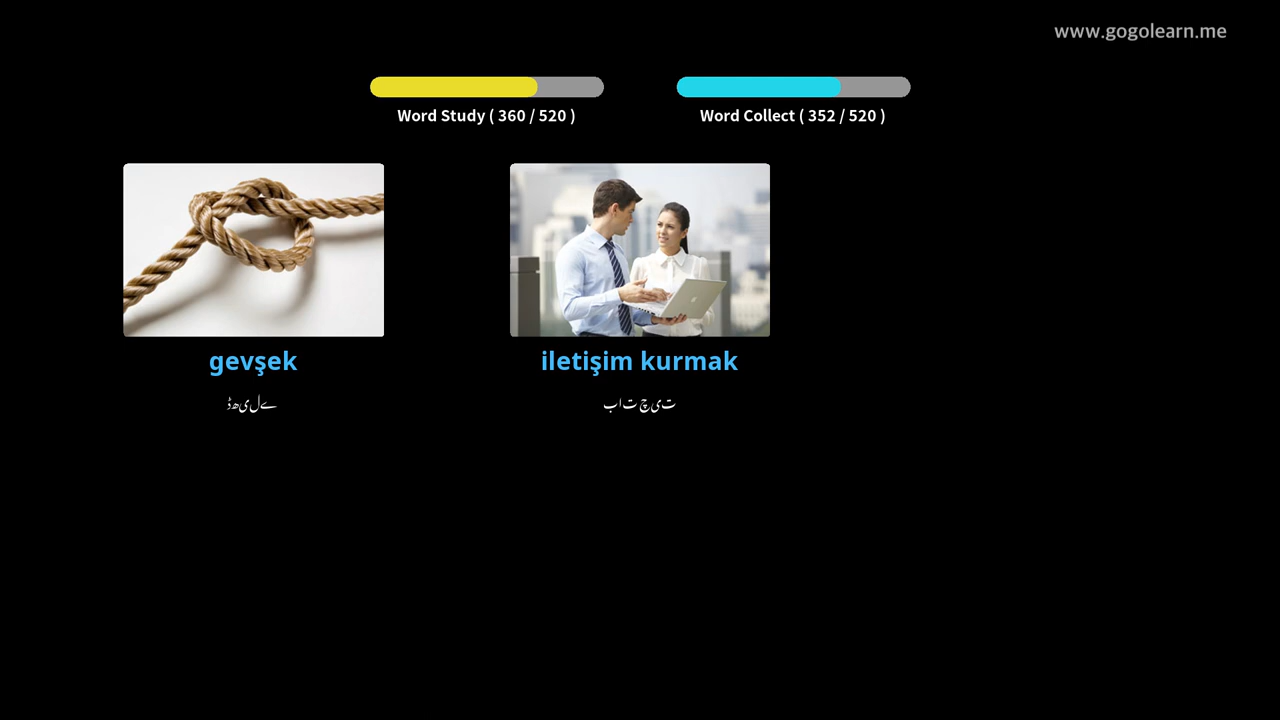 www.gogolearn.me
Word Study ( 360 / 520 )
Word Collect ( 352 / 520 )
gevşek
iletişim kurmak
ڈھیلے
بات چیت